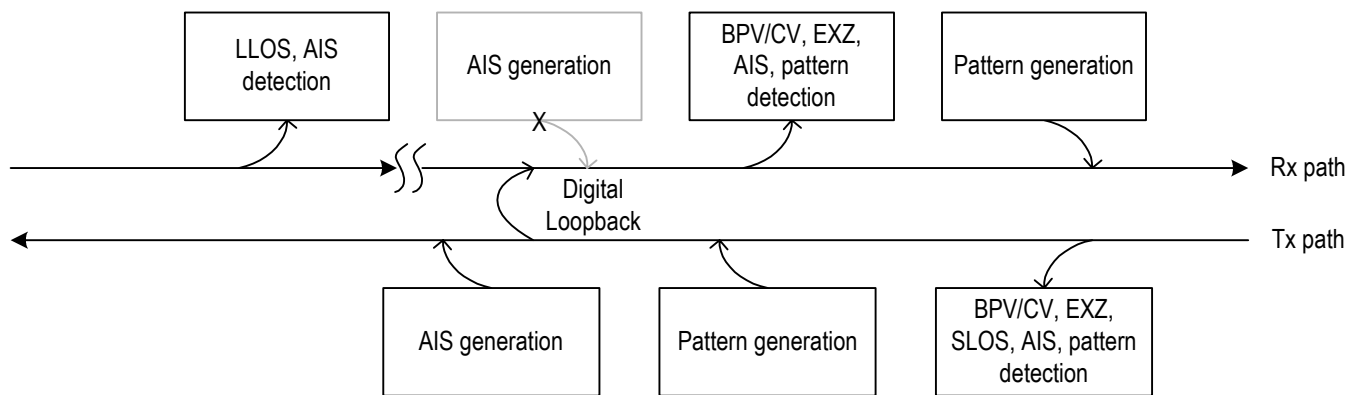 LLOS, AIS
detection
AIS generation
BPV/CV, EXZ,
AIS, pattern
detection
Pattern generation
X
Rx path
Digital
Loopback
Tx path
AIS generation
Pattern generation
BPV/CV, EXZ,
SLOS, AIS, pattern
detection